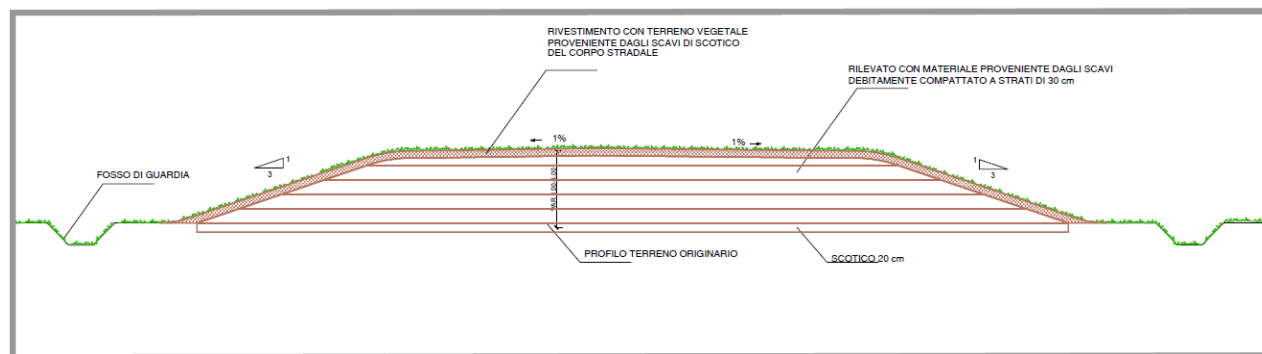 RIVESTIMENTO CON TERRENO VEGETALE
PROVENIENTE DAGLI SCAVI DI SCOTICO
DEL CORPO STRADALE
RILEVATO CON MATERIALE PROVENIENTE DAGLI SCAVI
DEBITAMENTE COMPATTATO A STRATI DI 30 cm
1%
1%
1
3
1
3
FOSSO DI GUARDIA
VAR
PROFILO TERRENO ORIGINARIO
SCOTICO 20 cm